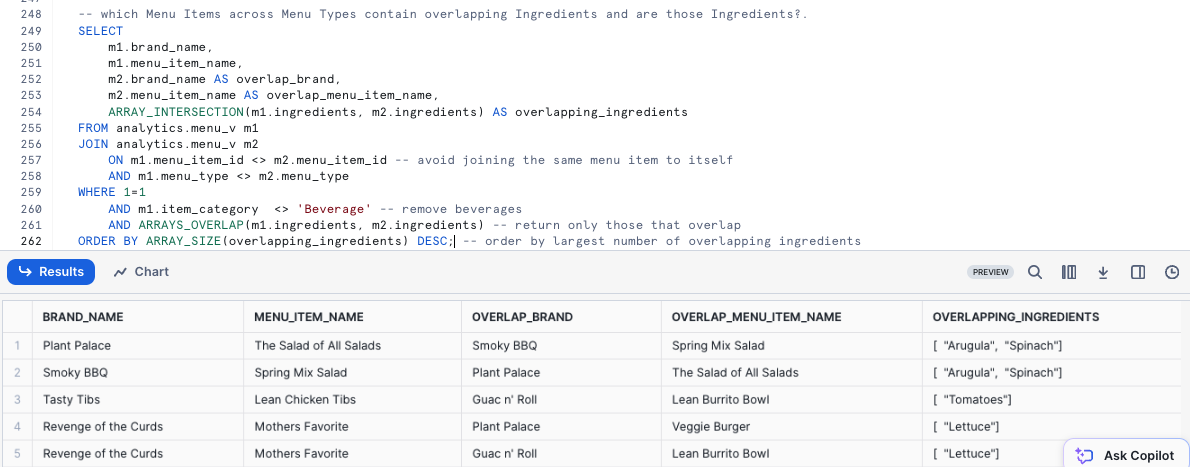 248 -- which Menu Items across Menu Types contain overlapping Ingredients and are those Ingredients?.
249 SELECT
250 m1.brand_name,
251 m1.menu_item_name,
252 m2.brand_name AS overlap_brand,
253 m2.menu_item_name AS overlap_menu_item_name,
254 ARRAY_INTERSECTION(m1.ingredients, m2.ingredients) AS overlapping_ingredients
255 FROM analytics.menu_v m1
256 JOIN analytics.menu_v m2
257 ON m1.menu_item_id <> m2.menu_item_id -- avoid joining the same menu item to itself
258 AND m1.menu_type <> m2.menu_type
259 WHERE 1=1
260 AND m1.item_category <> 'Beverage' -- remove beverages
261 AND ARRAYS_OVERLAP(m1.ingredients, m2.ingredients) -- return only those that overlap
262 ORDER BY ARRAY_SIZE(overlapping_ingredients) DESC; -- order by largest number of overlapping ingredients
Results Chart PREVIEW
BRAND_NAME MENU_ITEM_NAME OVERLAP_BRAND OVERLAP_MENU_ITEM_NAME OVERLAPPING_INGREDIENTS
1 Plant Palace The Salad of All Salads Smoky BBQ Spring Mix Salad [ "Arugula", "Spinach"]
2 Smoky BBQ Spring Mix Salad Plant Palace The Salad of All Salads [ "Arugula", "Spinach"]
3 Tasty Tibs Lean Chicken Tibs Guac n' Roll Lean Burrito Bowl [ "Tomatoes"]
4 Revenge of the Curds Mothers Favorite Plant Palace Veggie Burger [ "Lettuce"]
5 Revenge of the Curds Mothers Favorite Guac n' Roll Lean Burrito Bowl [ "Lettuce"]
Ask Copilot